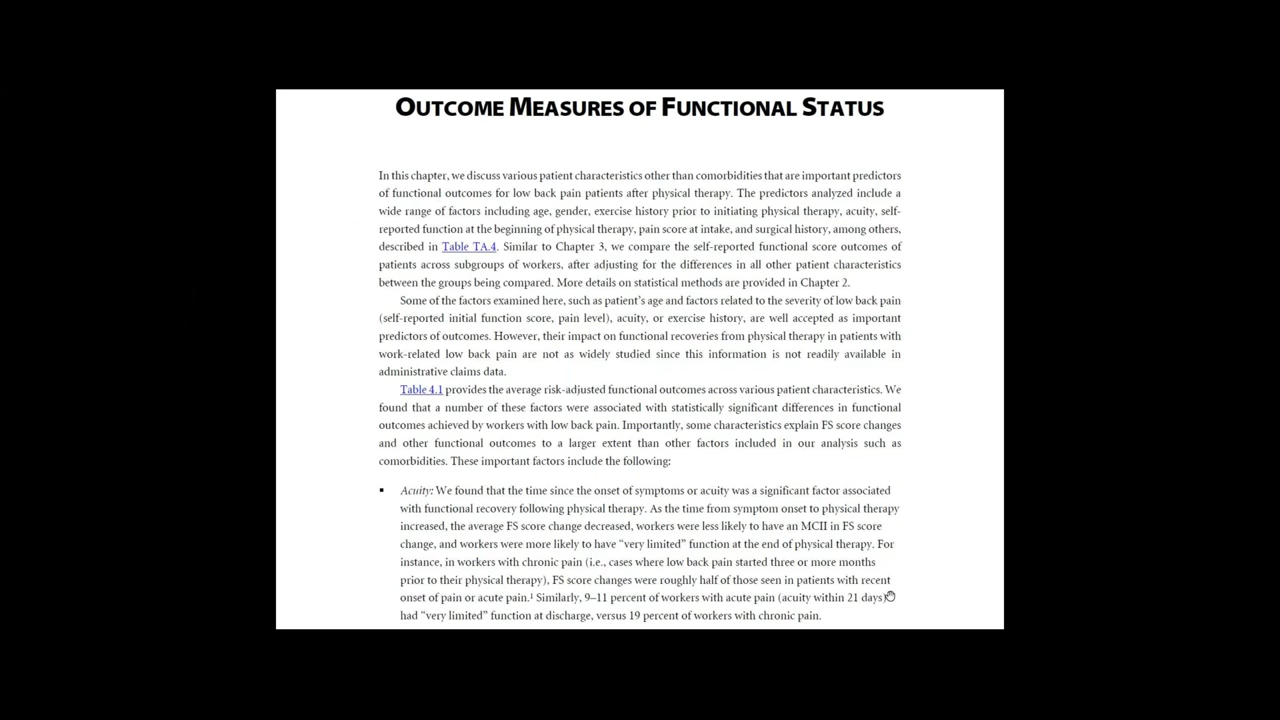 OUTCOME MEASURES OF FUNCTIONAL STATUS
In this chapter, we discuss various patient characteristics other than comorbidities that are important predictors
of functional outcomes for low back pain patients after physical therapy. The predictors analyzed include a
wide range of factors including age, gender, exercise history prior to initiating physical therapy, acuity, self-
reported function at the beginning of physical therapy, pain score at intake, and surgical history, among others,
described in Table TA.4. Similar to Chapter 3, we compare the self-reported functional score outcomes of
patients across subgroups of workers, after adjusting for the differences in all other patient characteristics
between the groups being compared. More details on statistical methods are provided in Chapter 2.
Some of the factors examined here, such as patient’s age and factors related to the severity of low back pain
(self-reported initial function score, pain level), acuity, or exercise history, are well accepted as important
predictors of outcomes. However, their impact on functional recoveries from physical therapy in patients with
work-related low back pain are not as widely studied since this information is not readily available in
administrative claims data.
Table 4.1 provides the average risk-adjusted functional outcomes across various patient characteristics. We
found that a number of these factors were associated with statistically significant differences in functional
outcomes achieved by workers with low back pain. Importantly, some characteristics explain FS score changes
and other functional outcomes to a larger extent than other factors included in our analysis such as
comorbidities. These important factors include the following:
▪ Acuity: We found that the time since the onset of symptoms or acuity was a significant factor associated
with functional recovery following physical therapy. As the time from symptom onset to physical therapy
increased, the average FS score change decreased, workers were less likely to have an MCII in FS score
change, and workers were more likely to have “very limited” function at the end of physical therapy. For
instance, in workers with chronic pain (i.e., cases where low back pain started three or more months
prior to their physical therapy), FS score changes were roughly half of those seen in patients with recent
onset of pain or acute pain.¹ Similarly, 9–11 percent of workers with acute pain (acuity within 21 days)
had “very limited” function at discharge, versus 19 percent of workers with chronic pain.